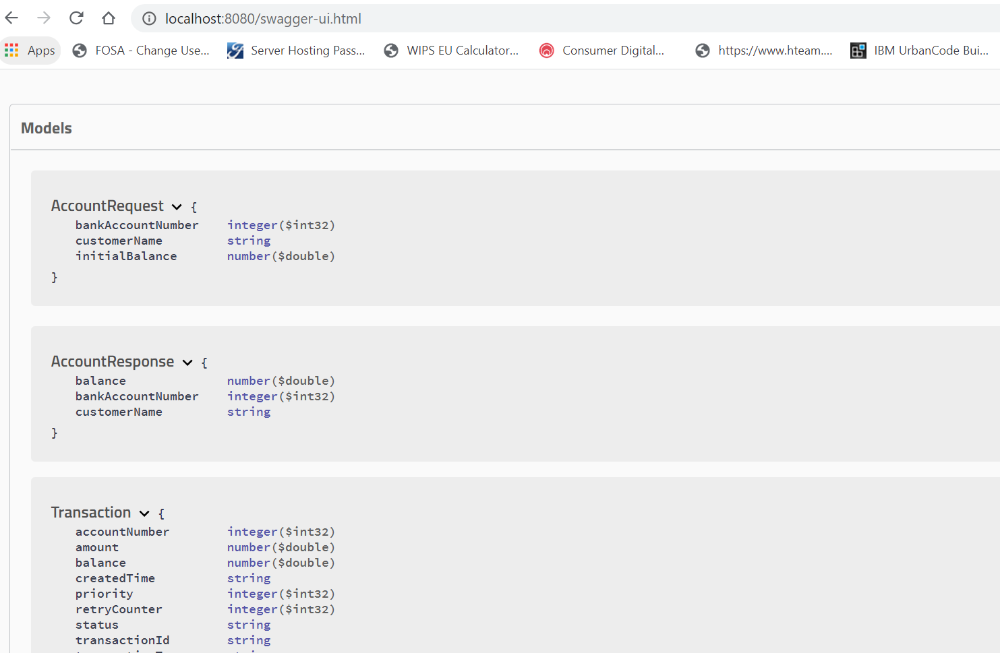 localhost:8080/swagger-ui.html
Apps FOSA - Change Use... Server Hosting Pass... WIPS EU Calculator... Consumer Digital... https://www.hteam.... IBM UrbanCode Bui...
Models
AccountRequest {
bankAccountNumber integer($int32)
customerName string
initialBalance number($double)
}
AccountResponse {
balance number($double)
bankAccountNumber integer($int32)
customerName string
}
Transaction {
accountNumber integer($int32)
amount number($double)
balance number($double)
createdTime string
priority integer($int32)
retryCounter integer($int32)
status string
transactionId string